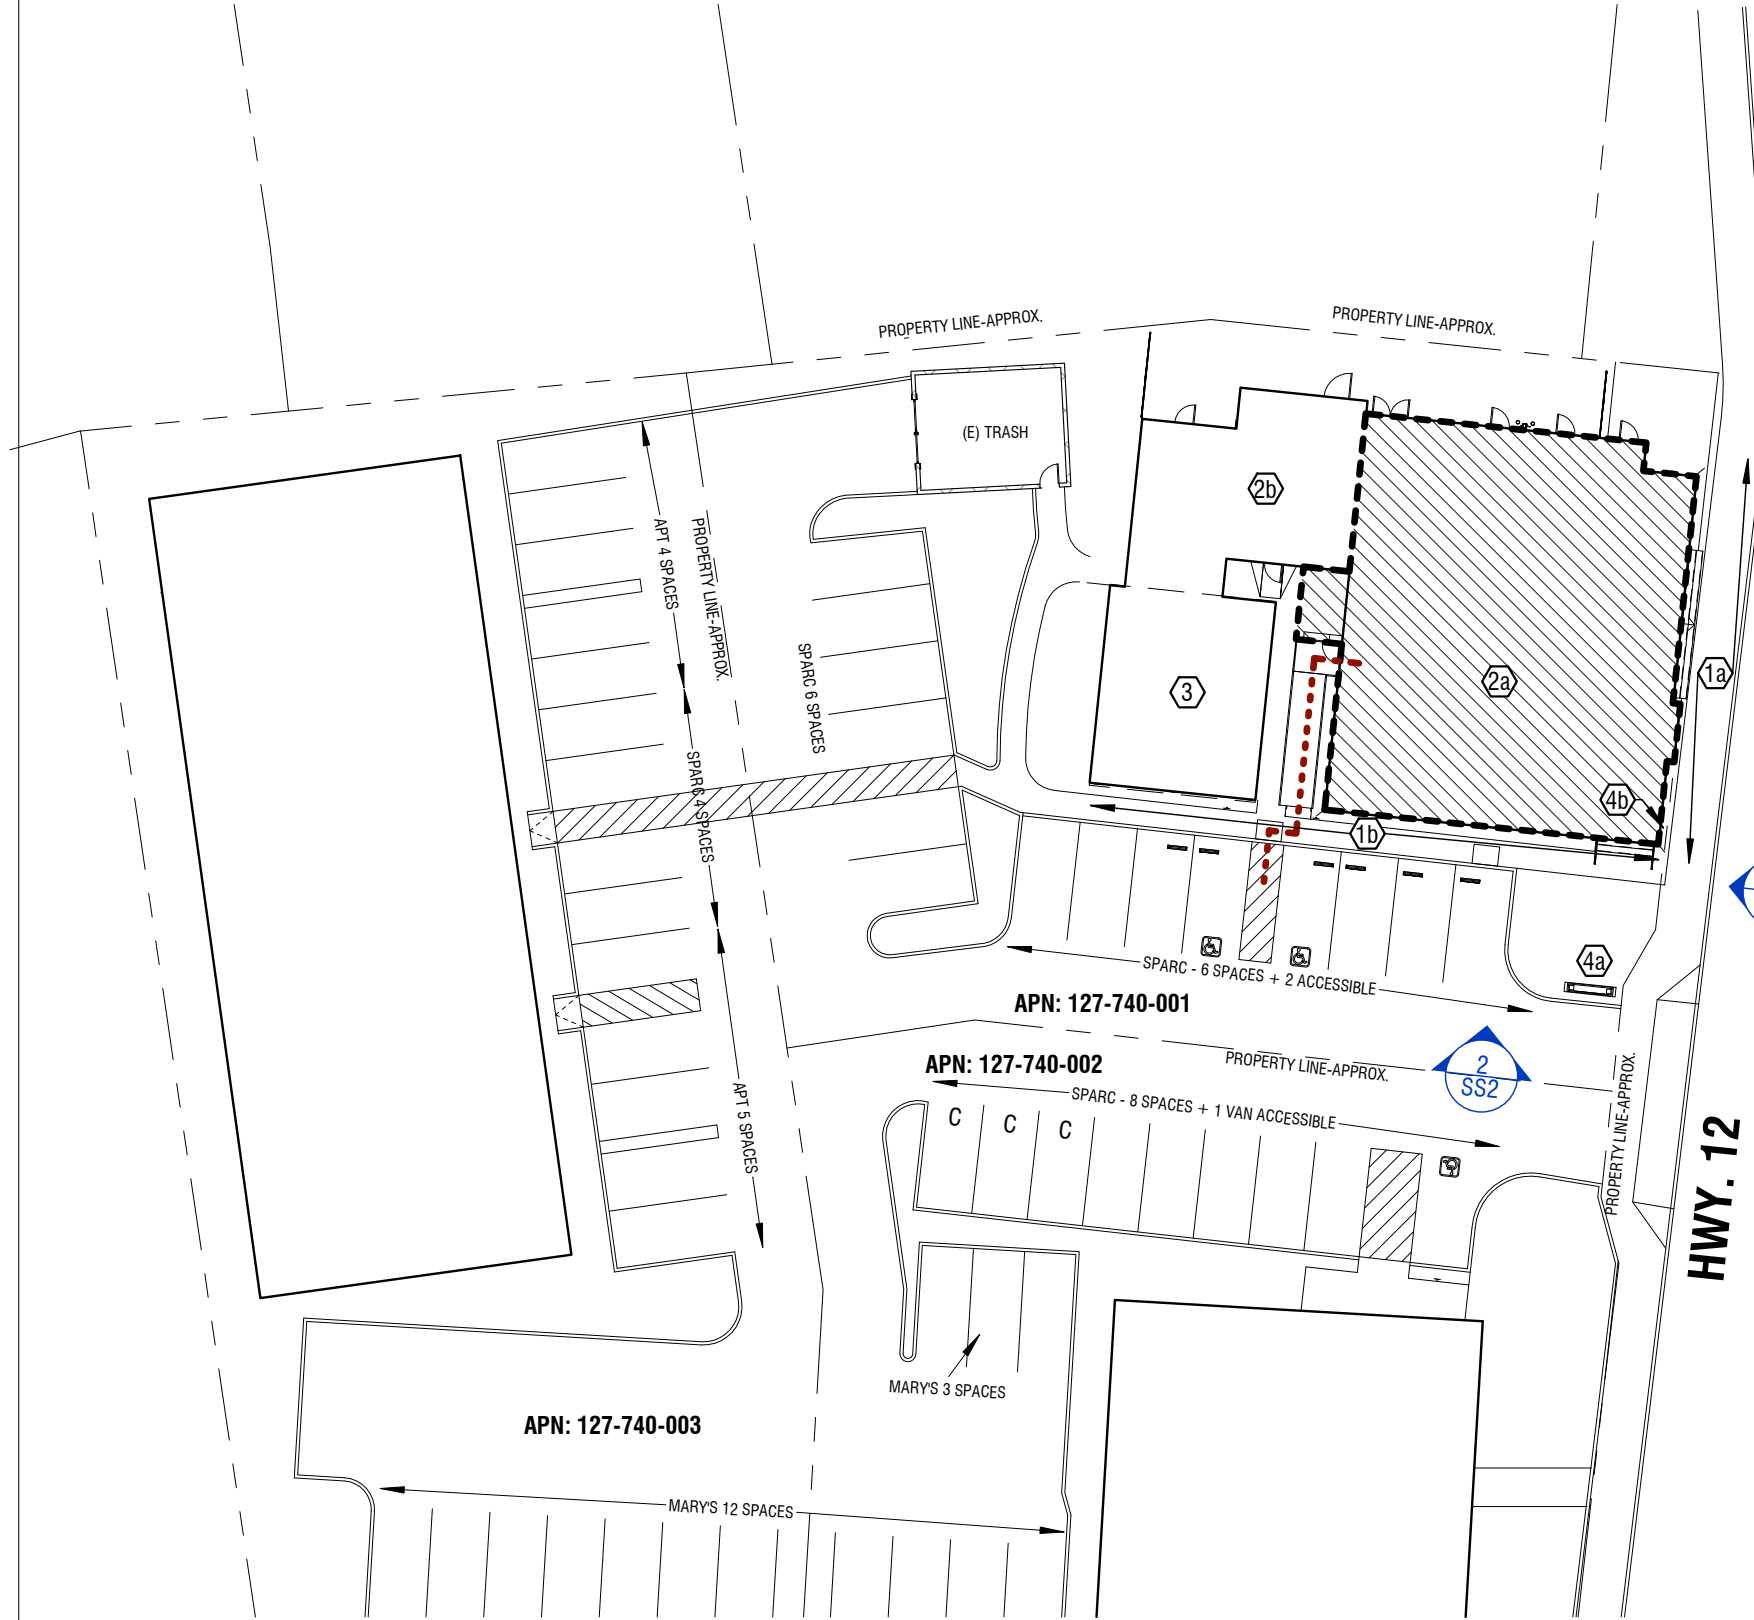 PROPERTY LINE-APPROX.
PROPERTY LINE-APPROX.
(E) TRASH
2b
APT 4 SPACES
PROPERTY LINE-APPROX.
SPARC 6 SPACES
3
2a
1a
SPARC 4 SPACES
4b
1b
4a
SPARC - 6 SPACES + 2 ACCESSIBLE
APN: 127-740-001
APN: 127-740-002
PROPERTY LINE-APPROX.
2
SS2
SPARC - 8 SPACES + 1 VAN ACCESSIBLE
C C C
APT 5 SPACES
PROPERTY LINE-APPROX.
HWY. 12
MARY'S 3 SPACES
APN: 127-740-003
MARY'S 12 SPACES